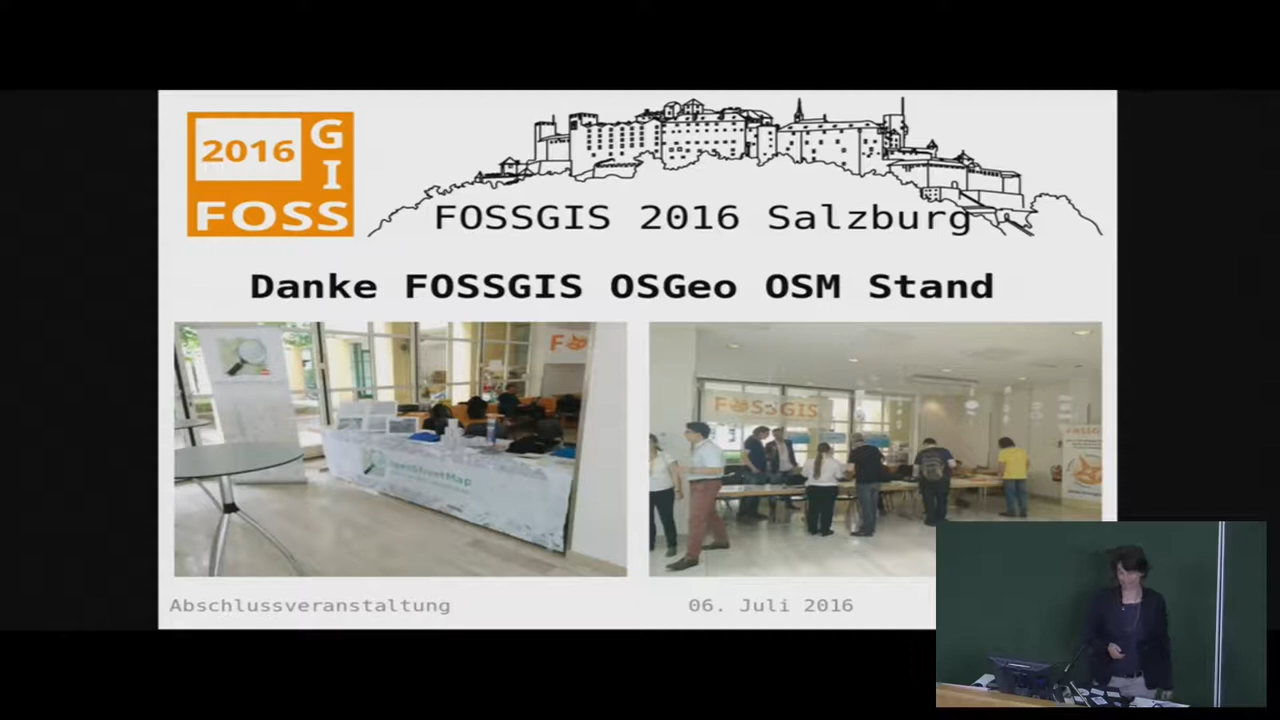 2016
G
I
FOSS
FOSSGIS 2016 Salzburg
Danke FOSSGIS OSGeo OSM Stand
OpenStreetMap
FOSSGIS
Abschlussveranstaltung
06. Juli 2016